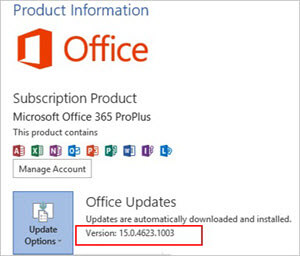 Product Information
Office
Subscription Product
Microsoft Office 365 ProPlus
This product contains
A X N O P P W I L
Manage Account
Office Updates
Updates are automatically downloaded and installed.
Update
Options
Version: 15.0.4623.1003